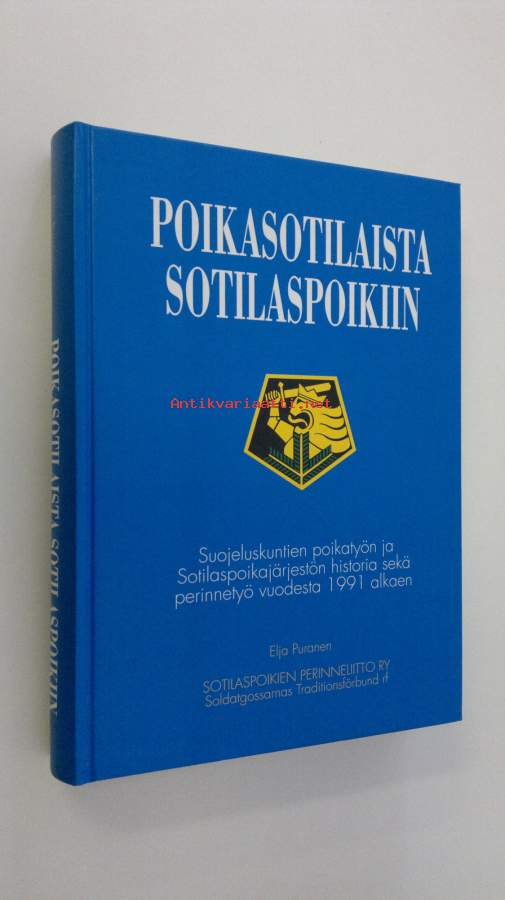 POIKASOTILAISTA
SOTILASPOIKIIN
Antikvariaatti.net
Suojeluskuntien poikatyön ja
Sotilaspoikajärjestön historia sekä
perinnetyö vuodesta 1991 alkaen
Elja Puranen
SOTILASPOIKIEN PERINNELIITTO RY
Soldatgossarnas Traditionsförbund rf
POIKASOTILAISTA SOTILASPOIKIIN